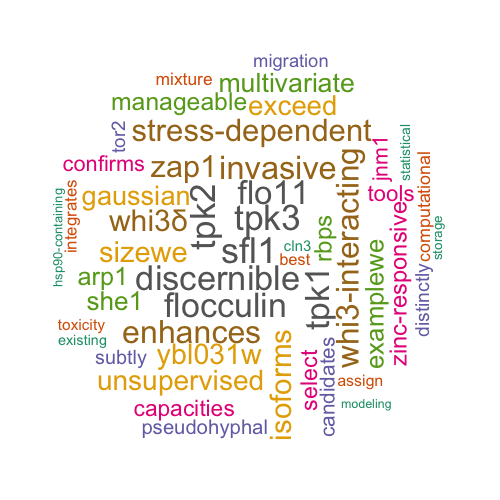 migration
mixture
multivariate
manageable
exceed
tor2
stress-dependent
statistical
confirms
zap1
invasive
jnm1
computational
integrates
hsp90-containing
gaussian
tpk2
flo11
tools
whi3δ
tpk3
whi3-interacting
storage
sizewe
sfl1
cln3
rbps
zinc-responsive
best
arp1
discernible
tpk1
examplewe
distinctly
she1
flocculin
toxicity
existing
enhances
subtly
ybl031w
isoforms
select
candidates
unsupervised
assign
capacities
modeling
pseudohyphal